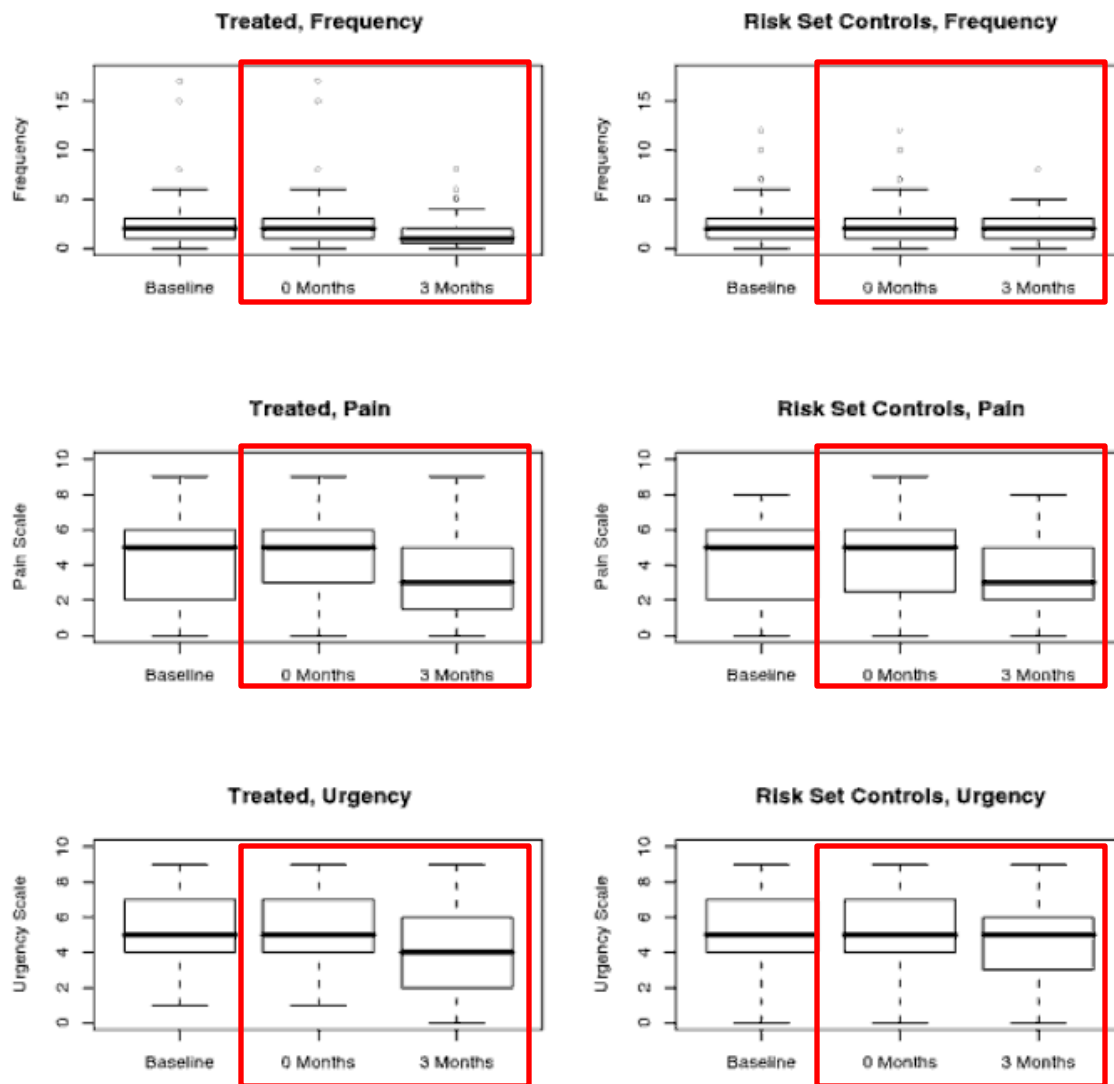 Treated, Frequency
Frequency
15
10
5
0
Baseline 0 Months 3 Months
Risk Set Controls, Frequency
Frequency
15
10
5
0
Baseline 0 Months 3 Months
Treated, Pain
Pain Scale
10
8
6
4
2
0
Baseline 0 Months 3 Months
Risk Set Controls, Pain
Pain Scale
10
8
6
4
2
0
Baseline 0 Months 3 Months
Treated, Urgency
Urgency Scale
10
8
6
4
2
0
Baseline 0 Months 3 Months
Risk Set Controls, Urgency
Urgency Scale
10
8
6
4
2
0
Baseline 0 Months 3 Months